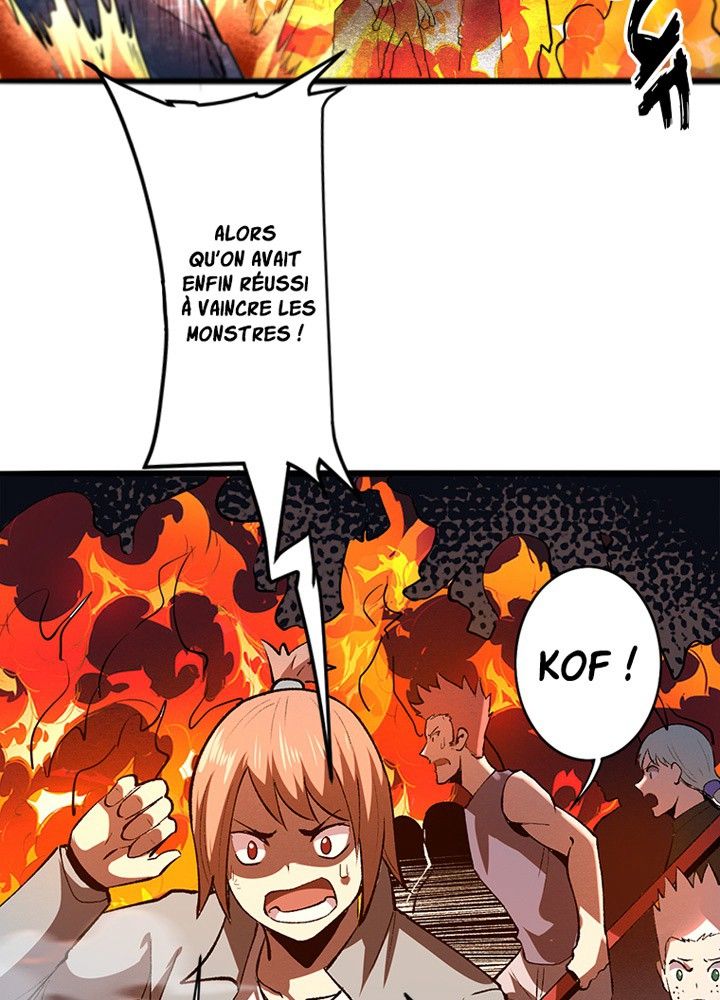 ALORS
QU'ON AVAIT
ENFIN RÉUSSI
À VAINCRE LES
MONSTRES !
KOF !